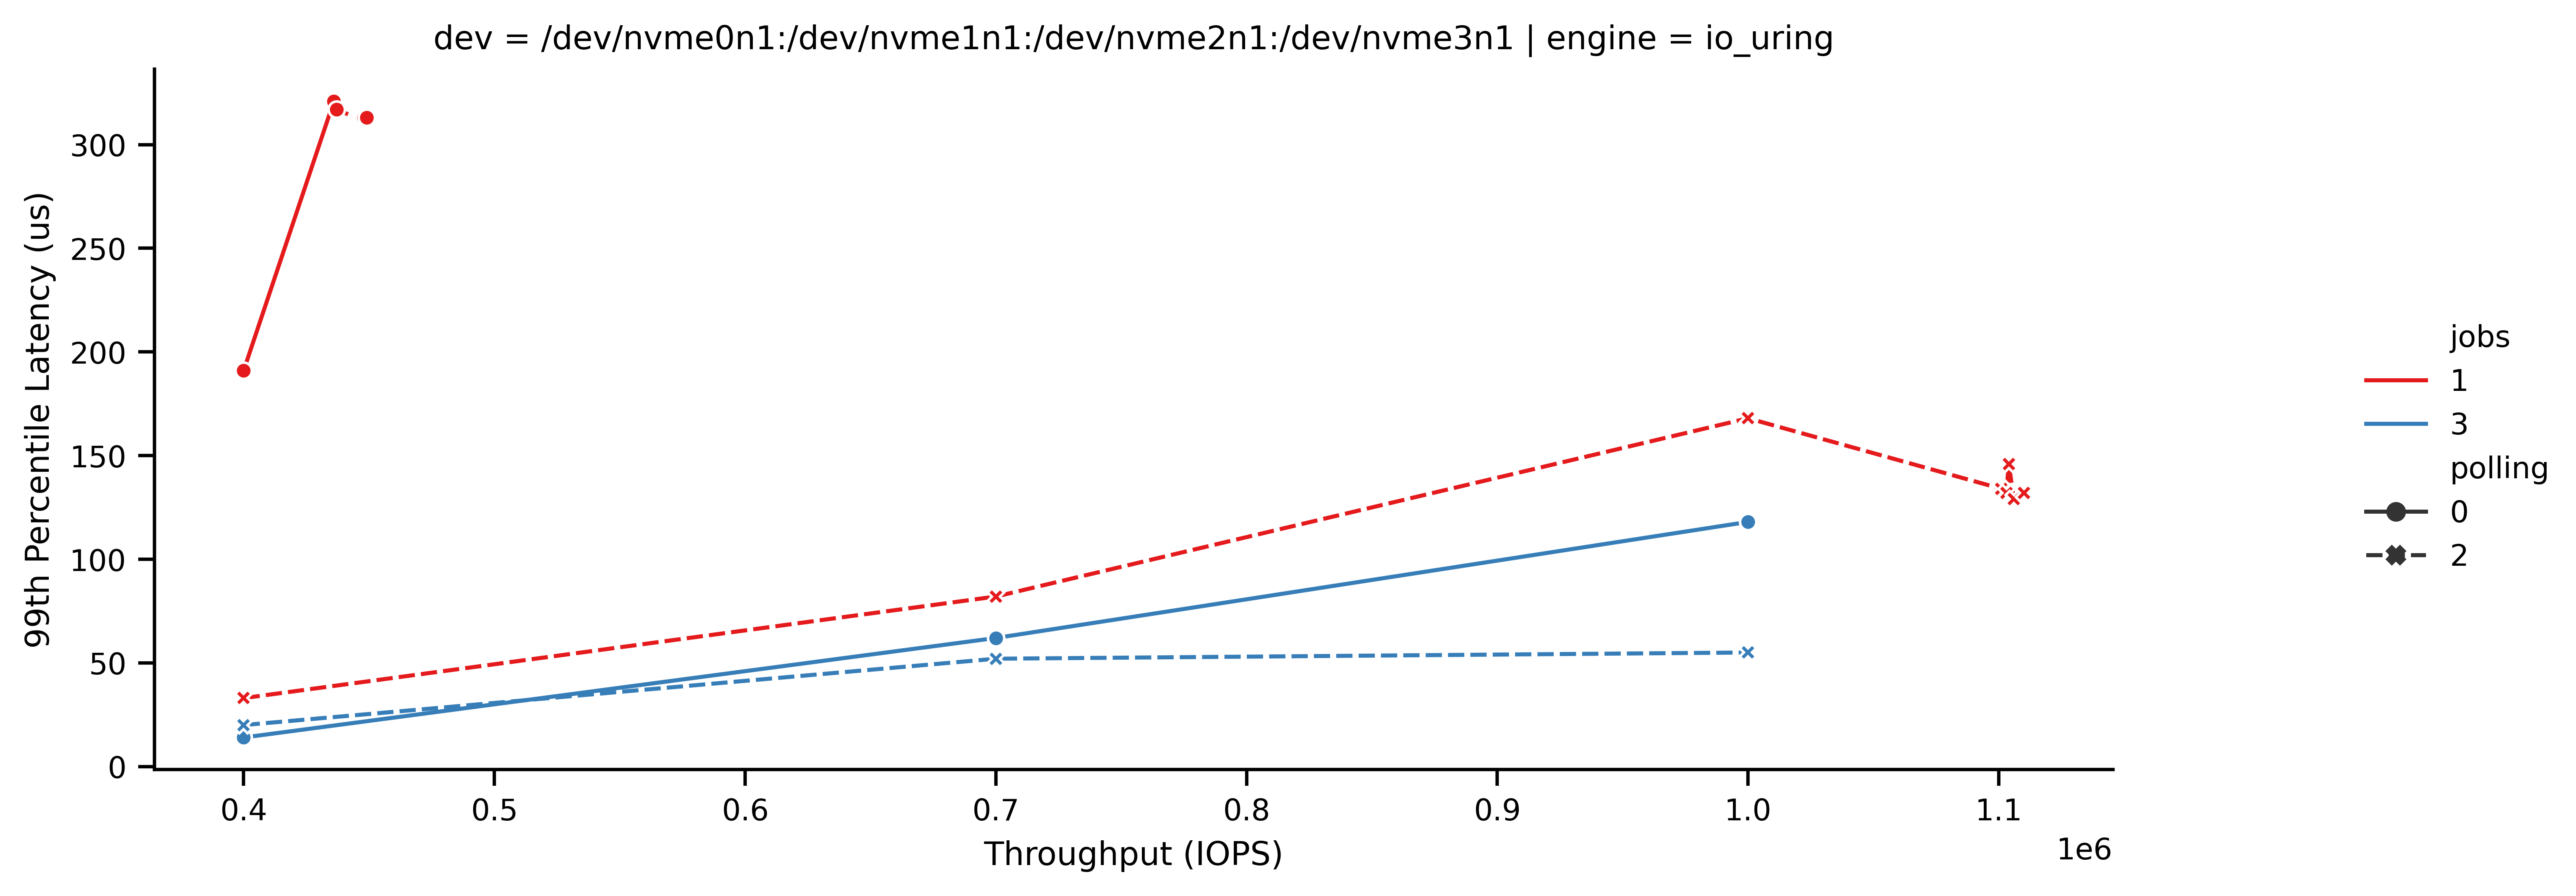 dev = /dev/nvme0n1:/dev/nvme1n1:/dev/nvme2n1:/dev/nvme3n1 | engine = io_uring
99th Percentile Latency (us)
300
250
200
150
100
50
0
0.4 0.5 0.6 0.7 0.8 0.9 1.0 1.1
1e6
Throughput (IOPS)
jobs
1
3
polling
0
2